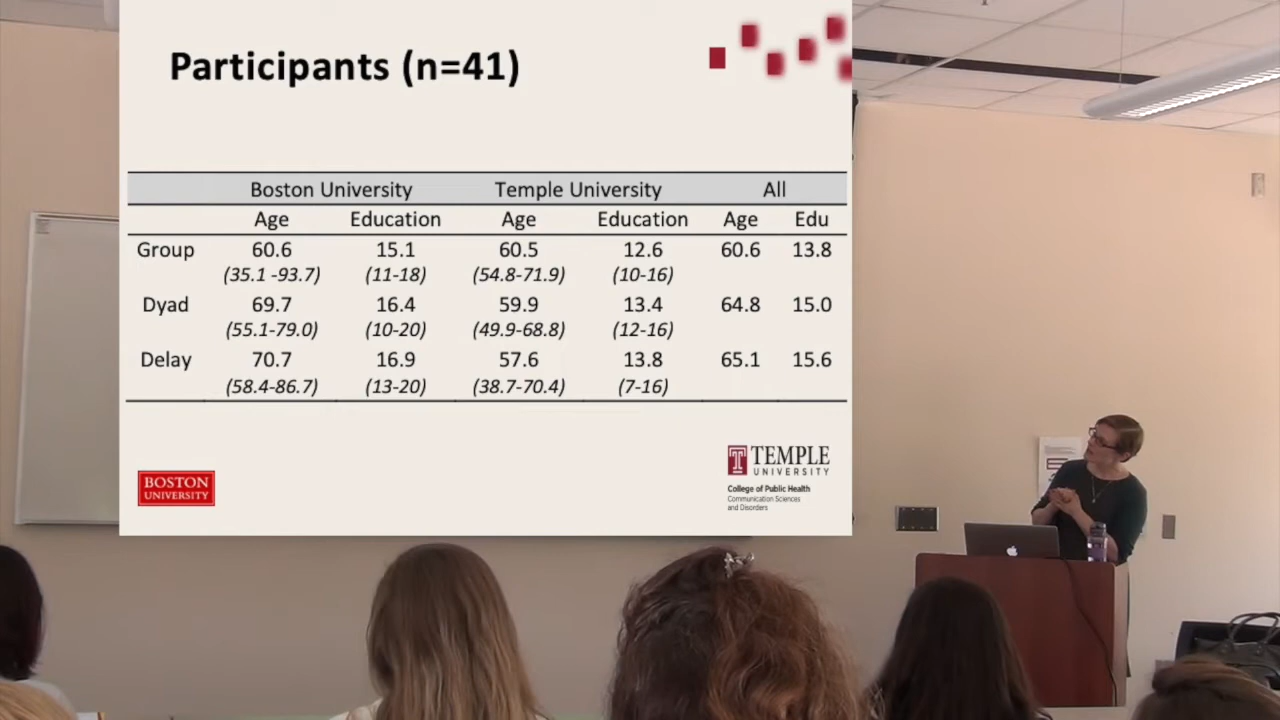 Participants (n=41)
Boston University Temple University All
Age Education Age Education Age Edu
Group 60.6 15.1 60.5 12.6 60.6 13.8
(35.1 -93.7) (11-18) (54.8-71.9) (10-16)
Dyad 69.7 16.4 59.9 13.4 64.8 15.0
(55.1-79.0) (10-20) (49.9-68.8) (12-16)
Delay 70.7 16.9 57.6 13.8 65.1 15.6
(58.4-86.7) (13-20) (38.7-70.4) (7-16)
BOSTON
UNIVERSITY
T TEMPLE
UNIVERSITY
College of Public Health
Communication Sciences
and Disorders